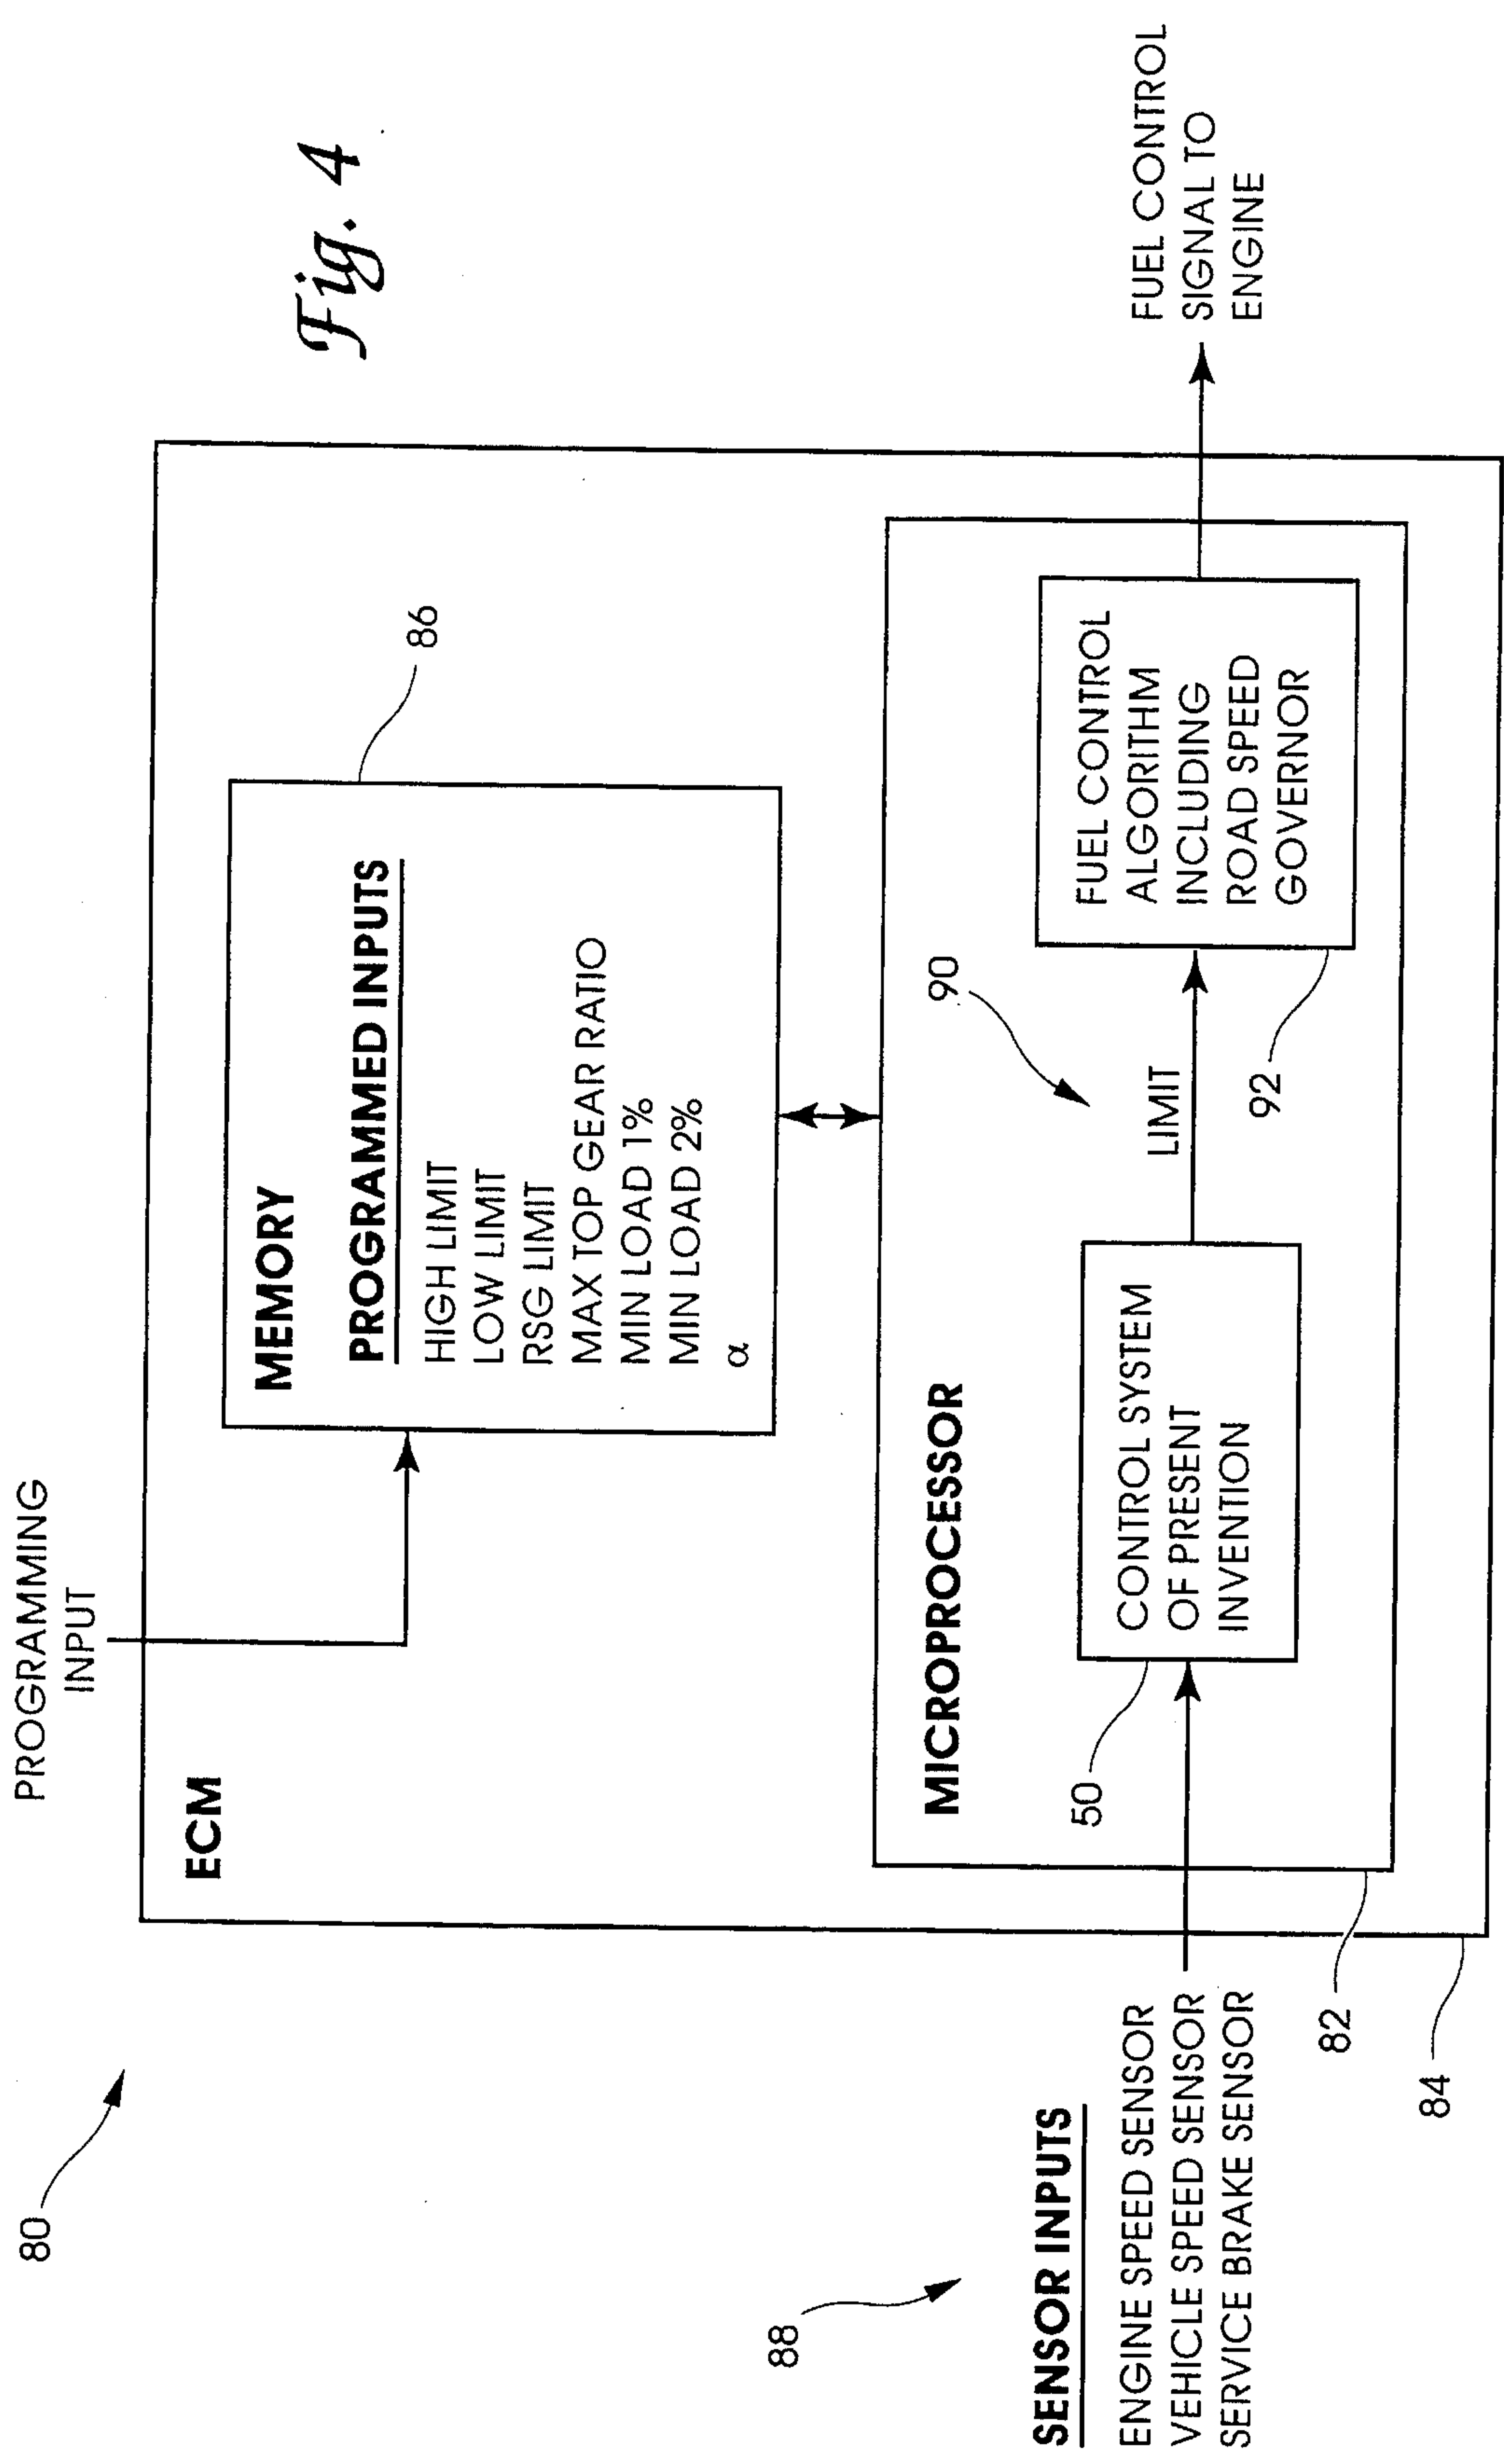 Fig. 4
80
PROGRAMMING
INPUT
ECM
MEMORY
PROGRAMMED INPUTS
HIGH LIMIT
LOW LIMIT
RSG LIMIT
MAX TOP GEAR RATIO
MIN LOAD 1%
MIN LOAD 2%
α
86
88
SENSOR INPUTS
ENGINE SPEED SENSOR
VEHICLE SPEED SENSOR
SERVICE BRAKE SENSOR
MICROPROCESSOR
50
CONTROL SYSTEM
OF PRESENT
INVENTION
90
LIMIT
92
FUEL CONTROL
ALGORITHM
INCLUDING
ROAD SPEED
GOVERNOR
FUEL CONTROL
SIGNAL TO
ENGINE
82
84